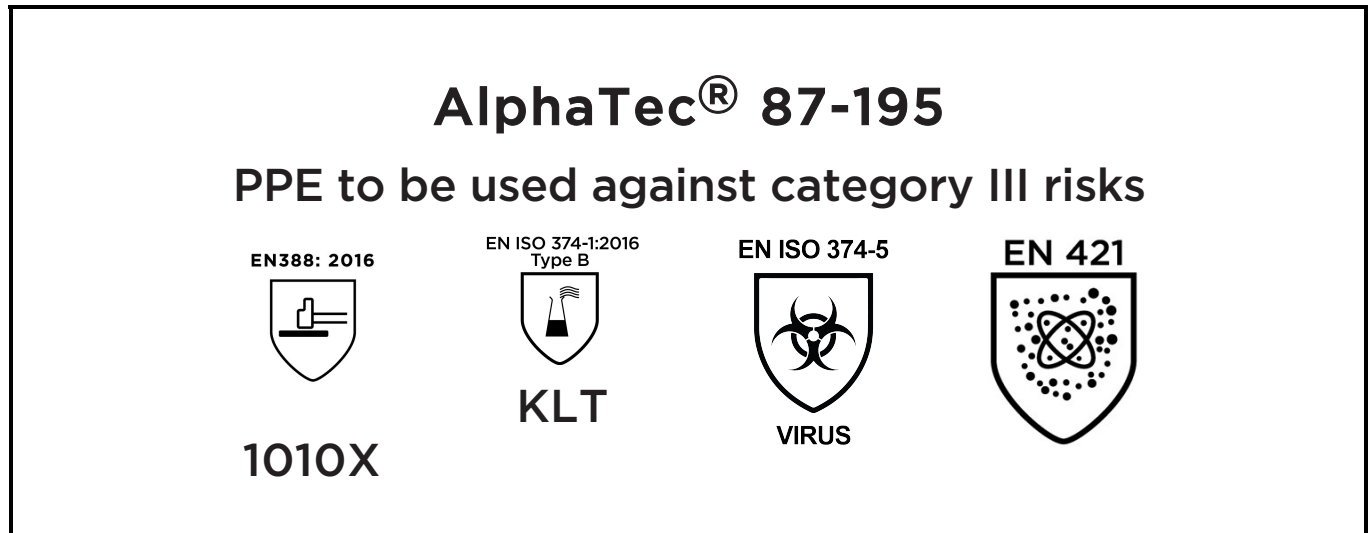 AlphaTec® 87-195
PPE to be used against category III risks
EN388: 2016
1010X
EN ISO 374-1:2016
Type B
KLT
EN ISO 374-5
VIRUS
EN 421